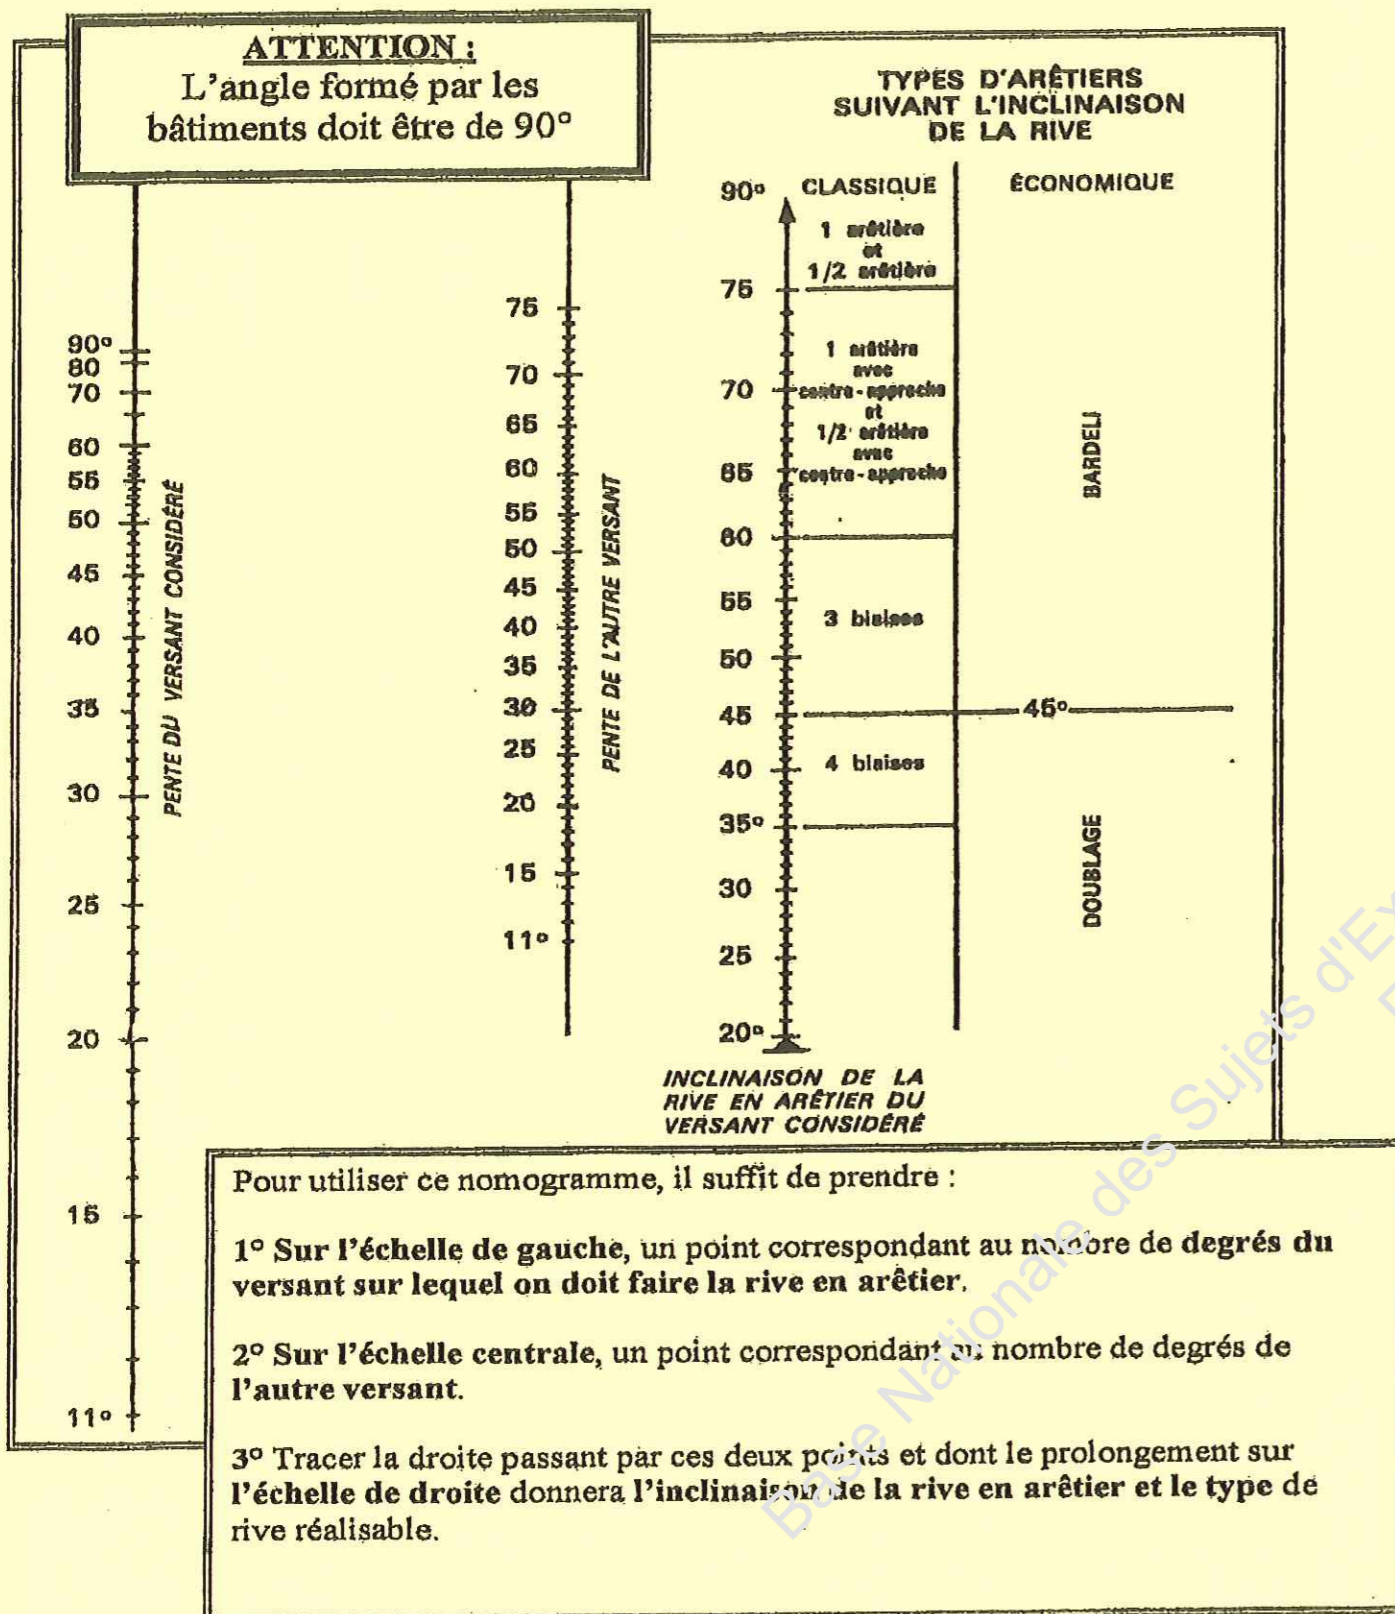 ATTENTION :
L'angle formé par les
bâtiments doit être de 90°
TYPES D'ARÊTIERS
SUIVANT L'INCLINAISON
DE LA RIVE
90°
80
70
60
55
50
45
40
35
30
25
20
15
11°
PENTE DU VERSANT CONSIDÉRÉ
75
70
65
60
55
50
45
40
35
30
25
20
15
11°
PENTE DE L'AUTRE VERSANT
90°
75
70
65
60
55
50
45
40
35°
30
25
20°
CLASSIQUE
1 arêtière
et
1/2 arêtière
1 arêtière
avec
contre-approche
et
1/2 arêtière
avec
contre-approche
3 biaises
4 biaises
ÉCONOMIQUE
BARDELI
45°
DOUBLAGE
INCLINAISON DE LA
RIVE EN ARÊTIER DU
VERSANT CONSIDÉRÉ
Pour utiliser ce nomogramme, il suffit de prendre :
1° Sur l'échelle de gauche, un point correspondant au nombre de degrés du
versant sur lequel on doit faire la rive en arêtier.
2° Sur l'échelle centrale, un point correspondant au nombre de degrés de
l'autre versant.
3° Tracer la droite passant par ces deux points et dont le prolongement sur
l'échelle de droite donnera l'inclinaison de la rive en arêtier et le type de
rive réalisable.
Base Nationale des Sujets d'Ex